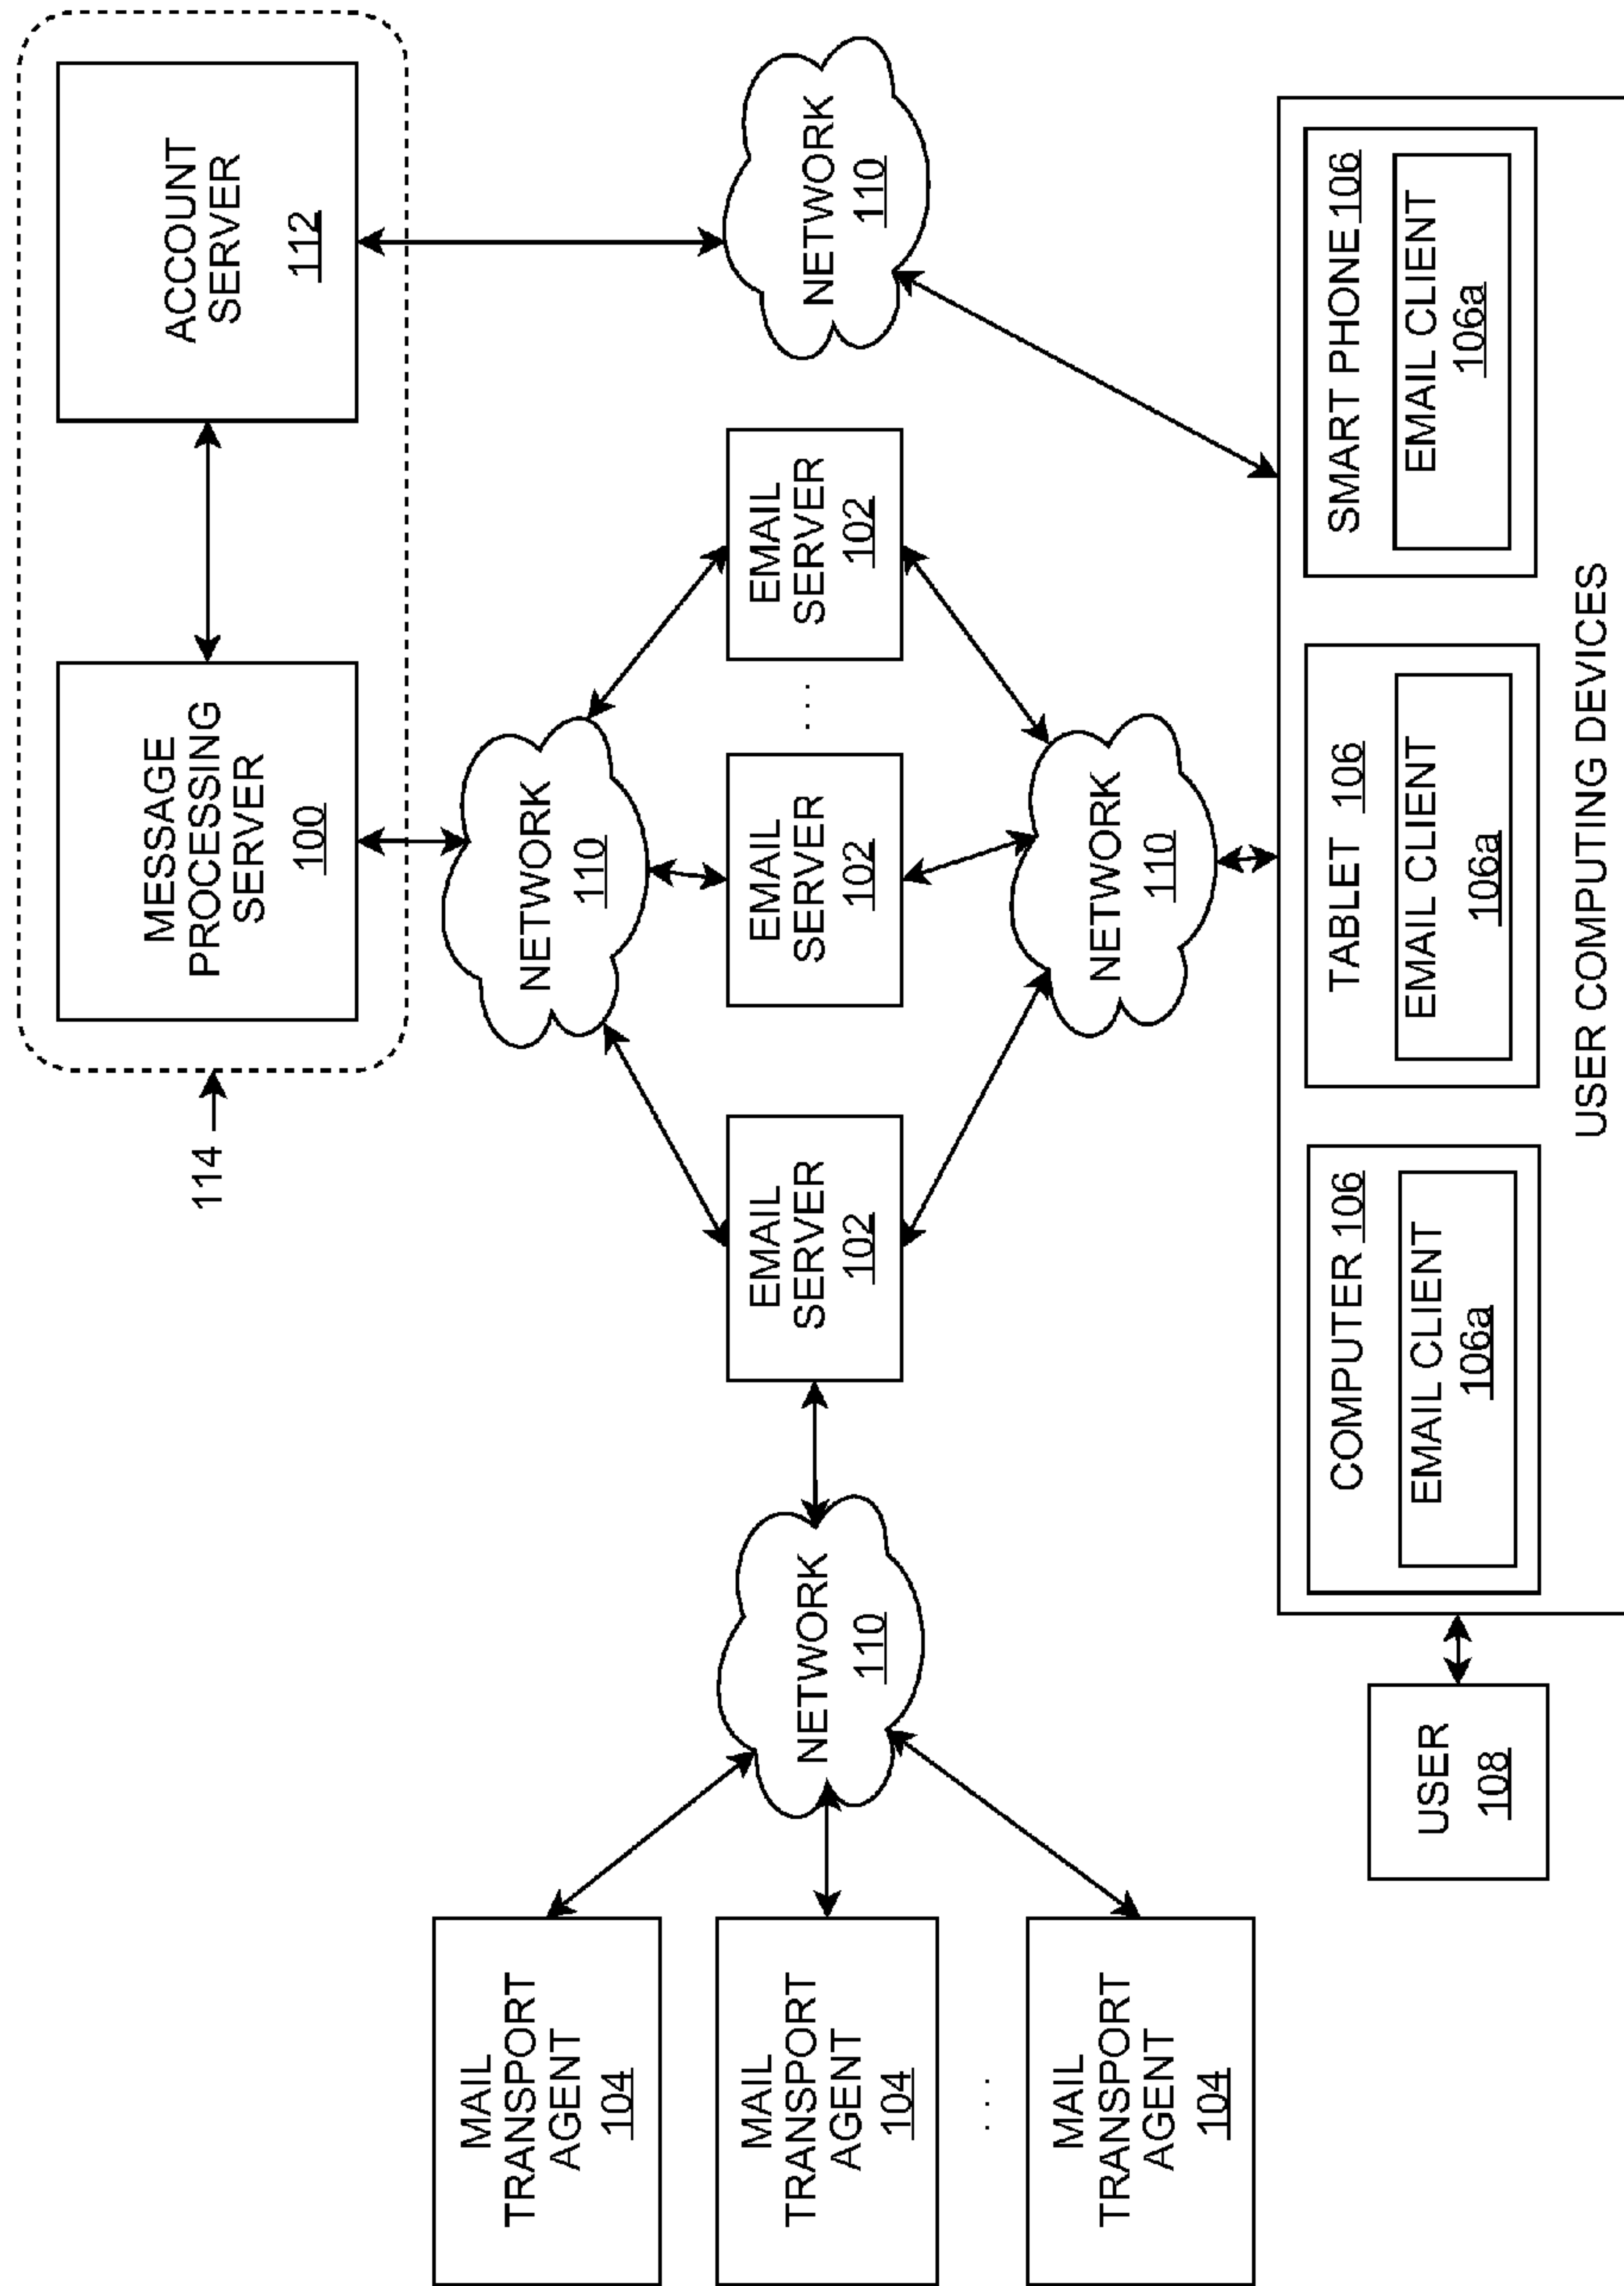 114
MESSAGE
PROCESSING
SERVER
100
ACCOUNT
SERVER
112
NETWORK
110
MAIL
TRANSPORT
AGENT
104
MAIL
TRANSPORT
AGENT
104
. . .
MAIL
TRANSPORT
AGENT
104
NETWORK
110
EMAIL
SERVER
102
EMAIL
SERVER
102
. . .
EMAIL
SERVER
102
NETWORK
110
NETWORK
110
USER
108
COMPUTER 106
EMAIL CLIENT
106a
TABLET 106
EMAIL CLIENT
106a
SMART PHONE 106
EMAIL CLIENT
106a
USER COMPUTING DEVICES